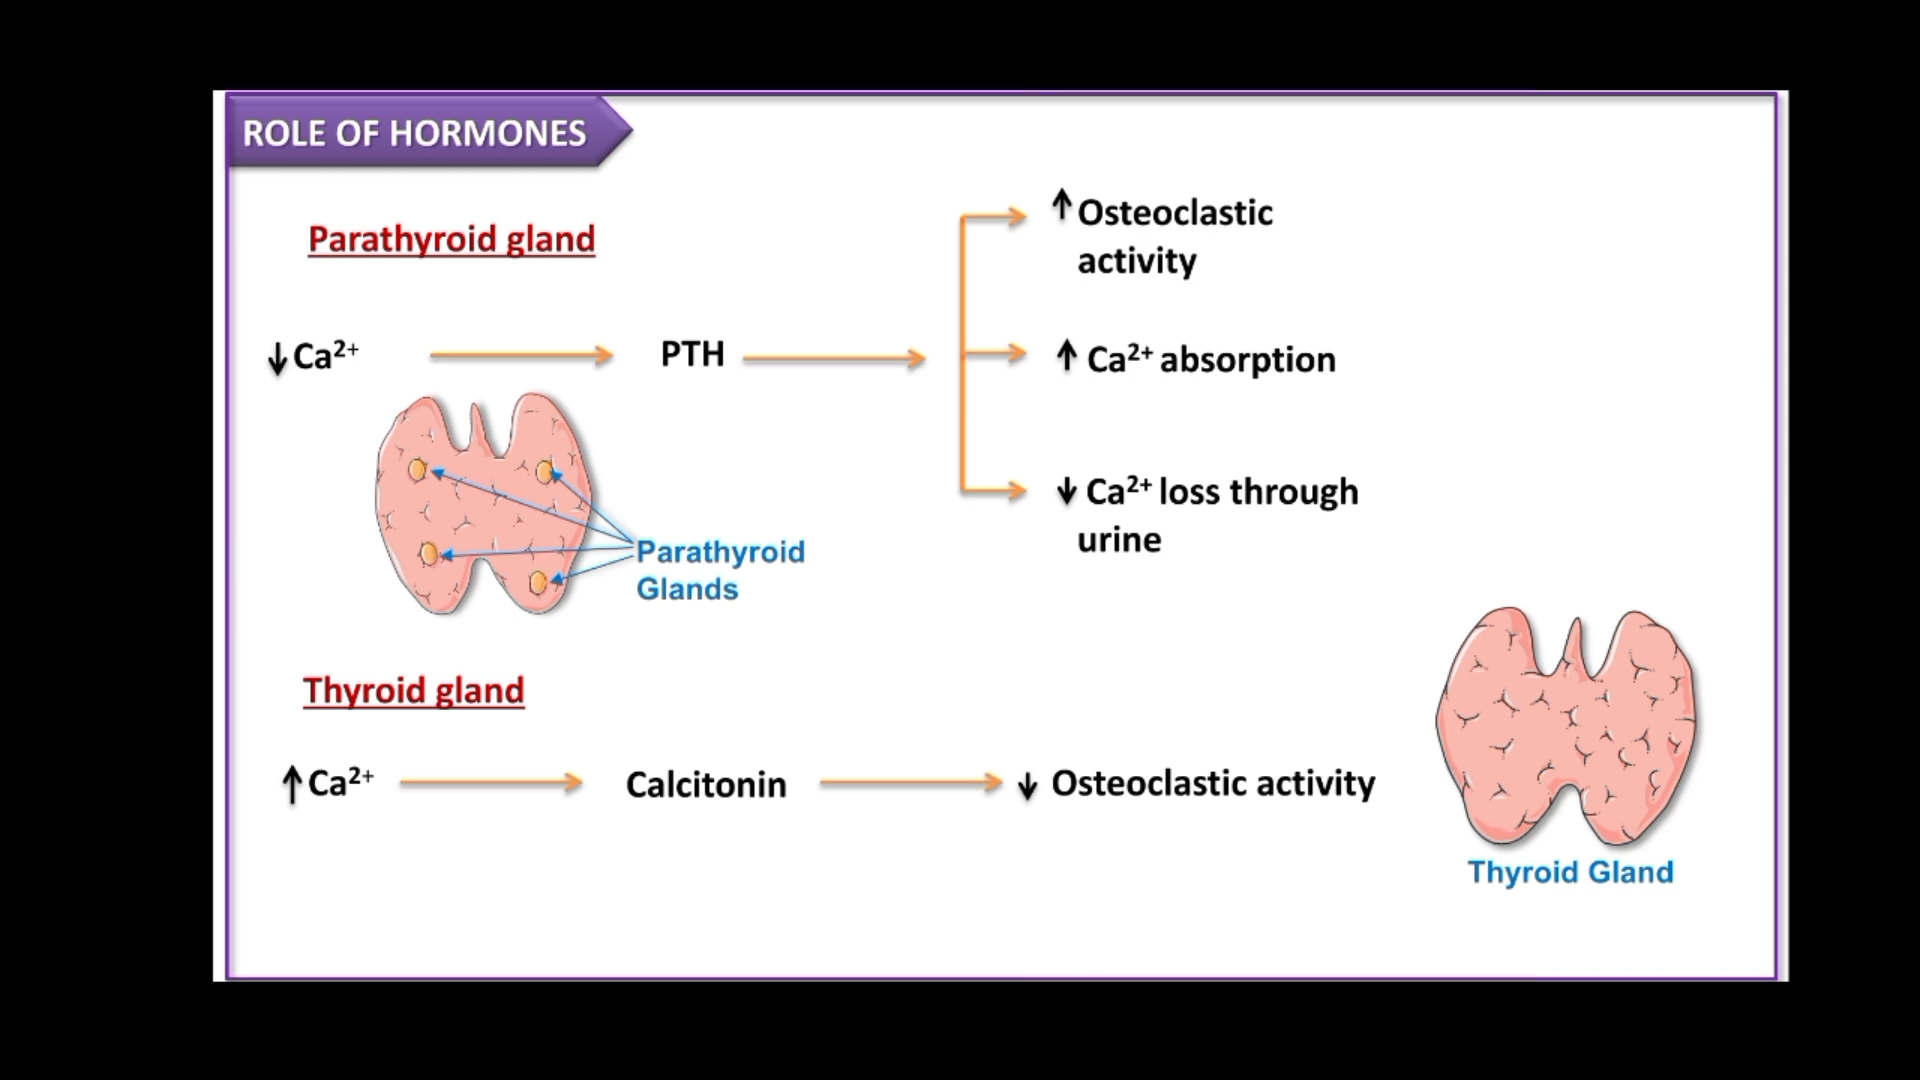 ROLE OF HORMONES
Parathyroid gland
↓ Ca²⁺
PTH
↑ Osteoclastic
activity
↑ Ca²⁺ absorption
↓ Ca²⁺ loss through
urine
Parathyroid
Glands
Thyroid gland
↑ Ca²⁺
Calcitonin
↓ Osteoclastic activity
Thyroid Gland